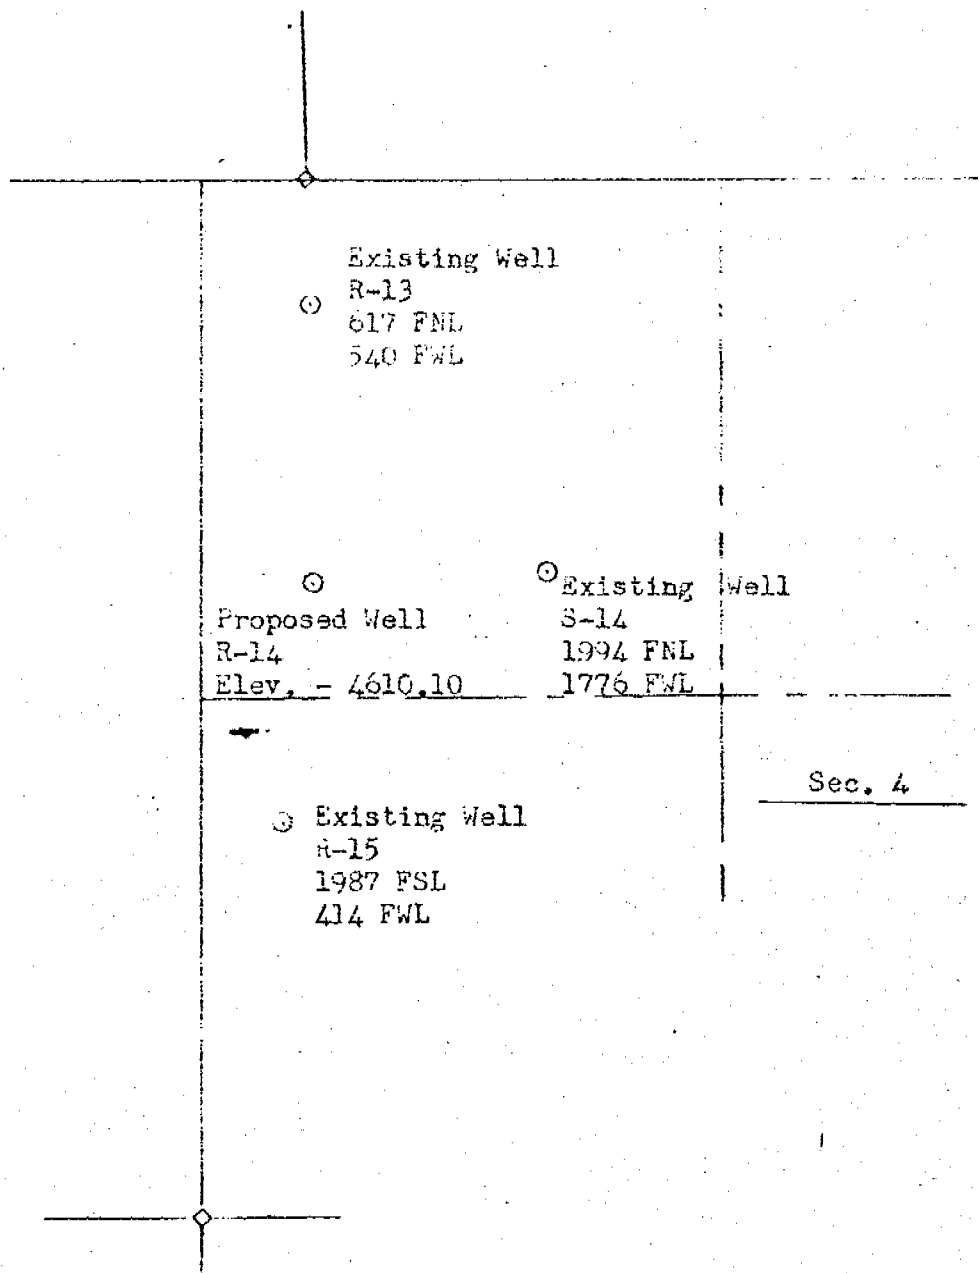 Existing Well
R-13
617 FNL
540 FWL
Existing Well
S-14
1994 FNL
1776 FWL
Proposed Well
R-14
Elev. - 4610.10
Sec. 4
Existing Well
R-15
1987 FSL
414 FWL